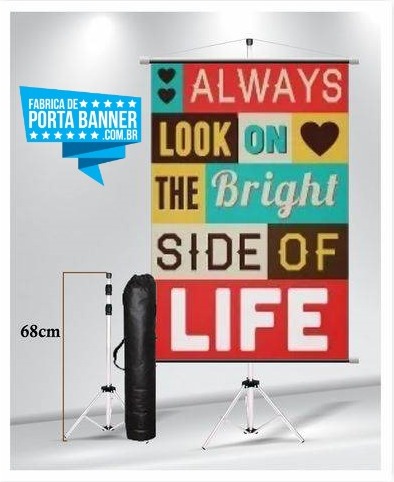 FABRICA DE
PORTA BANNER
.COM.BR
ALWAYS
LOOK ON
THE Bright
SIDE OF
LIFE
68cm